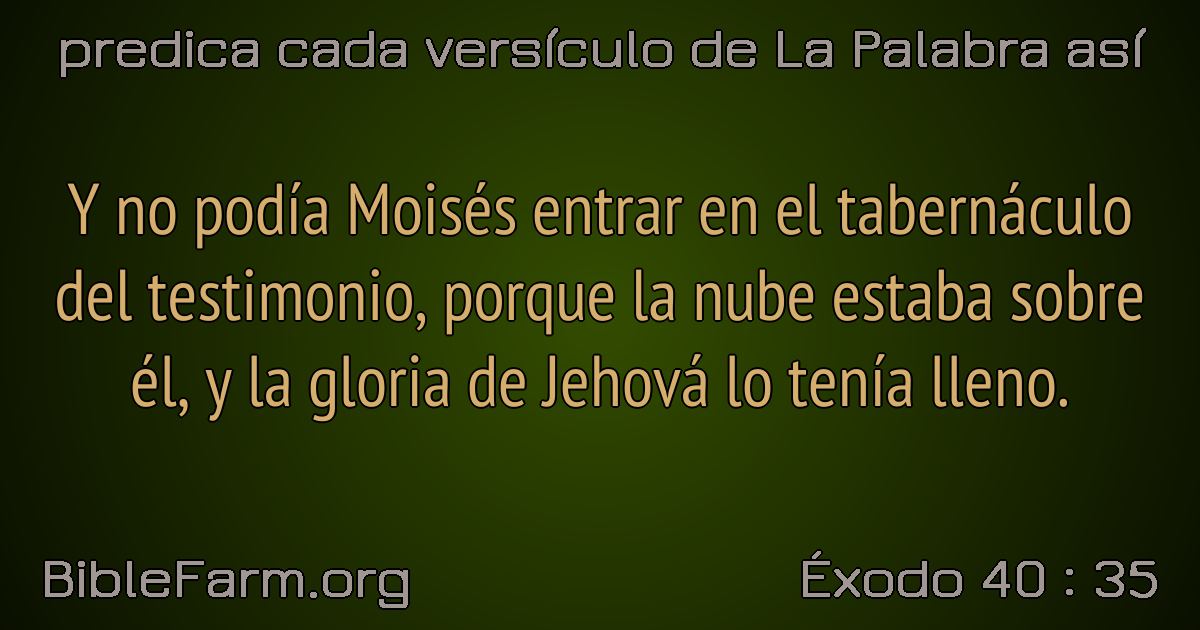 predica cada versículo de La Palabra así
Y no podía Moisés entrar en el tabernáculo
del testimonio, porque la nube estaba sobre
él, y la gloria de Jehová lo tenía lleno.
BibleFarm.org
Éxodo 40 : 35